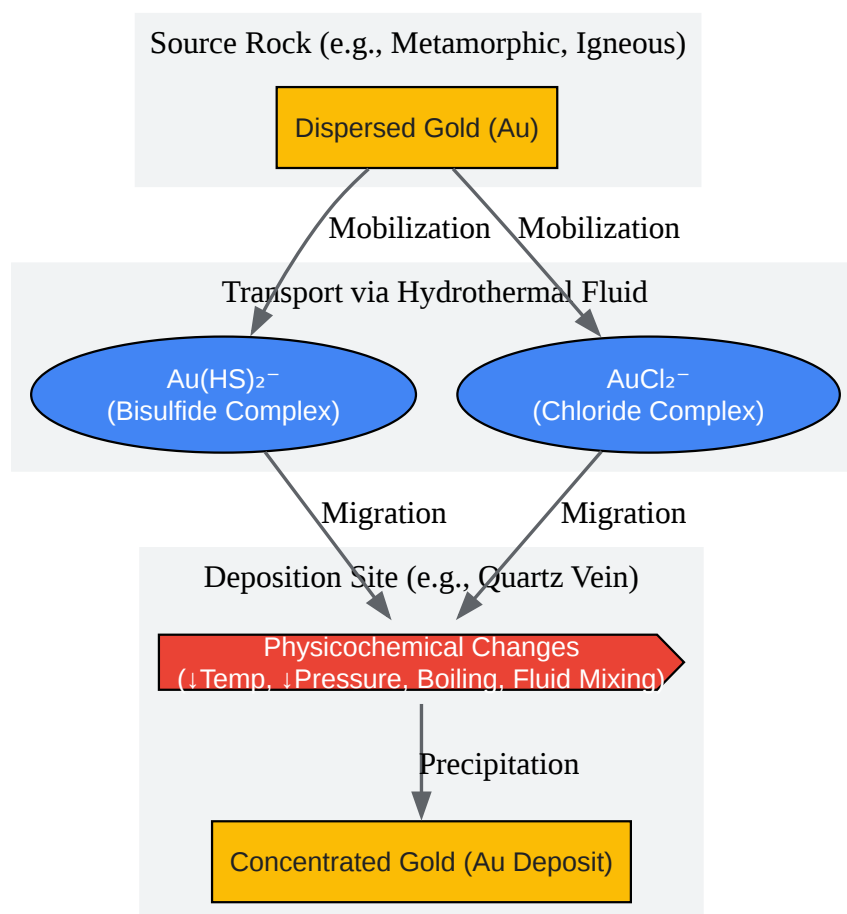 Source Rock (e.g., Metamorphic, Igneous)
Dispersed Gold (Au)
Mobilization
Mobilization
Transport via Hydrothermal Fluid
Au(HS)₂⁻
(Bisulfide Complex)
AuCl₂⁻
(Chloride Complex)
Migration
Migration
Deposition Site (e.g., Quartz Vein)
Physicochemical Changes
(↓Temp, ↓Pressure, Boiling, Fluid Mixing)
Precipitation
Concentrated Gold (Au Deposit)